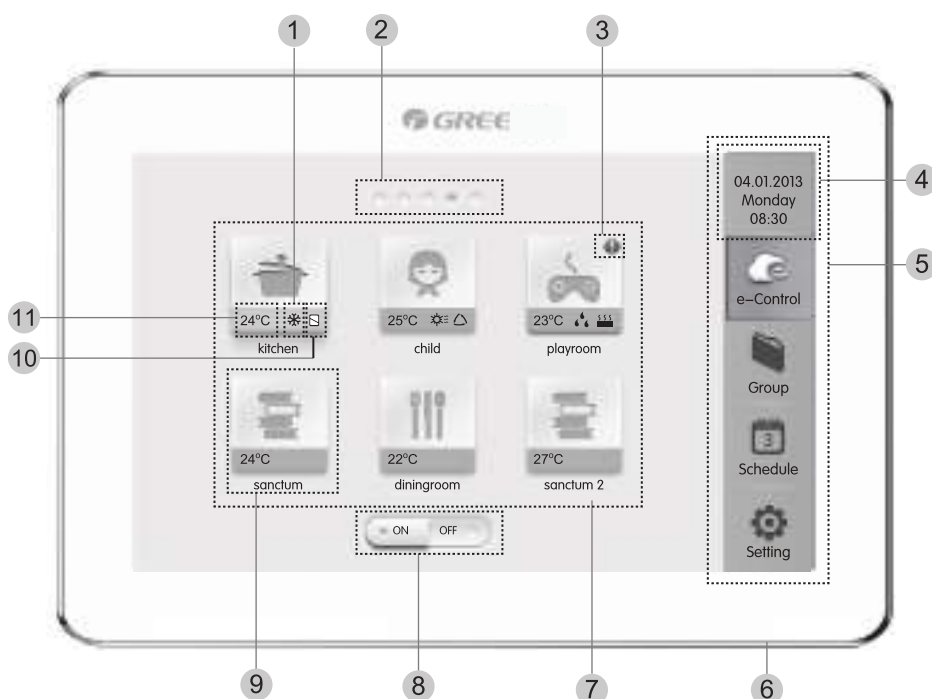 1 2 3
GREE
04.01.2013
Monday
08:30
4
5
e-Control
11
24°C
25°C
23°C
10
kitchen
child
playroom
Group
3
Schedule
24°C
22°C
27°C
sanctum
diningroom
sanctum 2
ON OFF
Setting
9 8 7 6